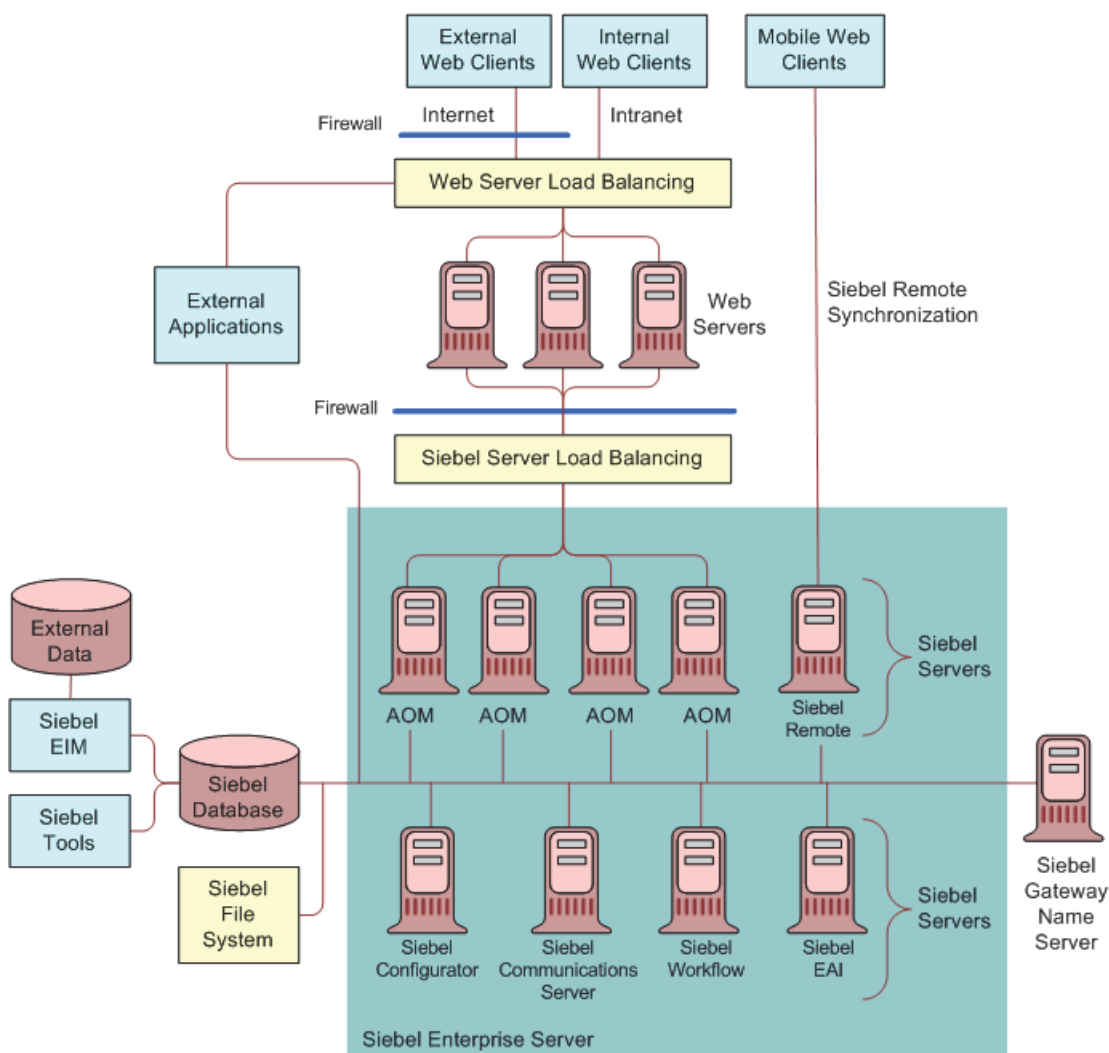 External
Web Clients
Internal
Web Clients
Mobile Web
Clients
Firewall
Internet
Intranet
Web Server Load Balancing
External
Applications
Web
Servers
Siebel Remote
Synchronization
Firewall
Siebel Server Load Balancing
External
Data
Siebel
EIM
Siebel
Tools
Siebel
Database
Siebel
File
System
AOM
AOM
AOM
AOM
Siebel
Remote
Siebel
Servers
Siebel
Configurator
Siebel
Communications
Server
Siebel
Workflow
Siebel
EAI
Siebel
Servers
Siebel
Gateway
Name
Server
Siebel Enterprise Server